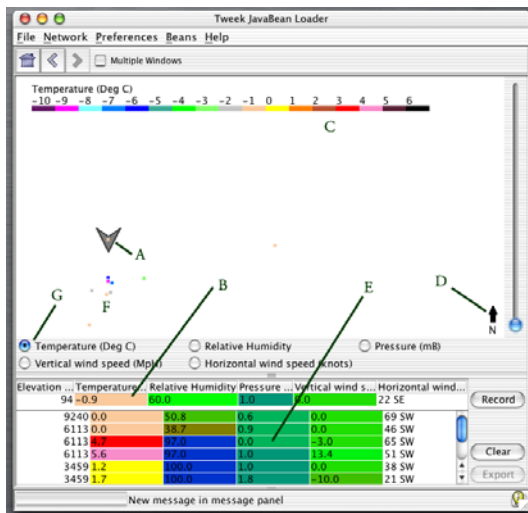 Tweek JavaBean Loader
File Network Preferences Beans Help
Multiple Windows
Temperature (Deg C)
-10 -9 -8 -7 -6 -5 -4 -3 -2 -1 0 1 2 3 4 5 6
C
A
G
F
B
E
D
N
Temperature (Deg C) Relative Humidity Pressure (mB)
Vertical wind speed (Mph) Horizontal wind speed (knots)
Elevation ... Temperature... Relative Humidity Pressure ... Vertical wind s... Horizontal wind...
94 -0.9 60.0 1.0 0.0 22 SE Record
9240 0.0 50.8 0.6 0.0 69 SW
6113 0.0 38.7 0.9 0.0 46 SW
6113 4.7 97.0 0.0 -3.0 65 SW
6113 5.6 97.0 1.0 13.4 51 SW Clear
3459 1.2 100.0 1.0 0.0 38 SW
3459 1.7 100.0 1.8 -10.0 21 SW Export
New message in message panel